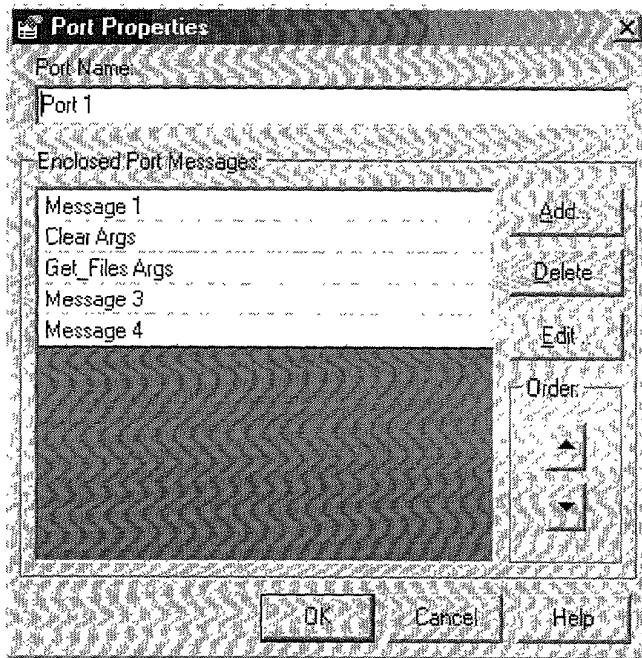 Port Properties
Port Name:
Port 1
Enclosed Port Messages:
Message 1
Clear Args
Get_Files Args
Message 3
Message 4
Add...
Delete
Edit...
Order:
OK
Cancel
Help